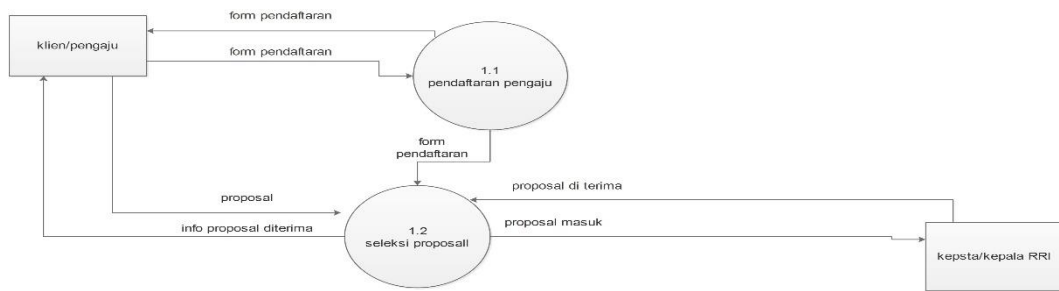 form pendaftaran
klien/pengaju
form pendaftaran
1.1
pendaftaran pengaju
form
pendaftaran
proposal di terima
proposal
info proposal diterima
1.2
seleksi proposall
proposal masuk
kepsta/kepala RRI